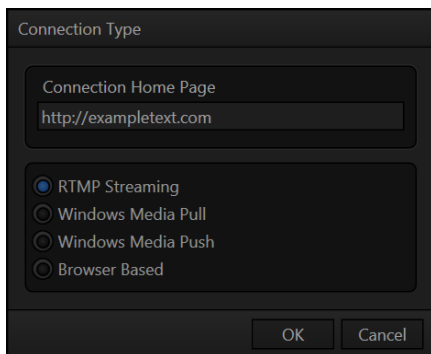 Connection Type
Connection Home Page
http://exampletext.com
RTMP Streaming
Windows Media Pull
Windows Media Push
Browser Based
OK Cancel